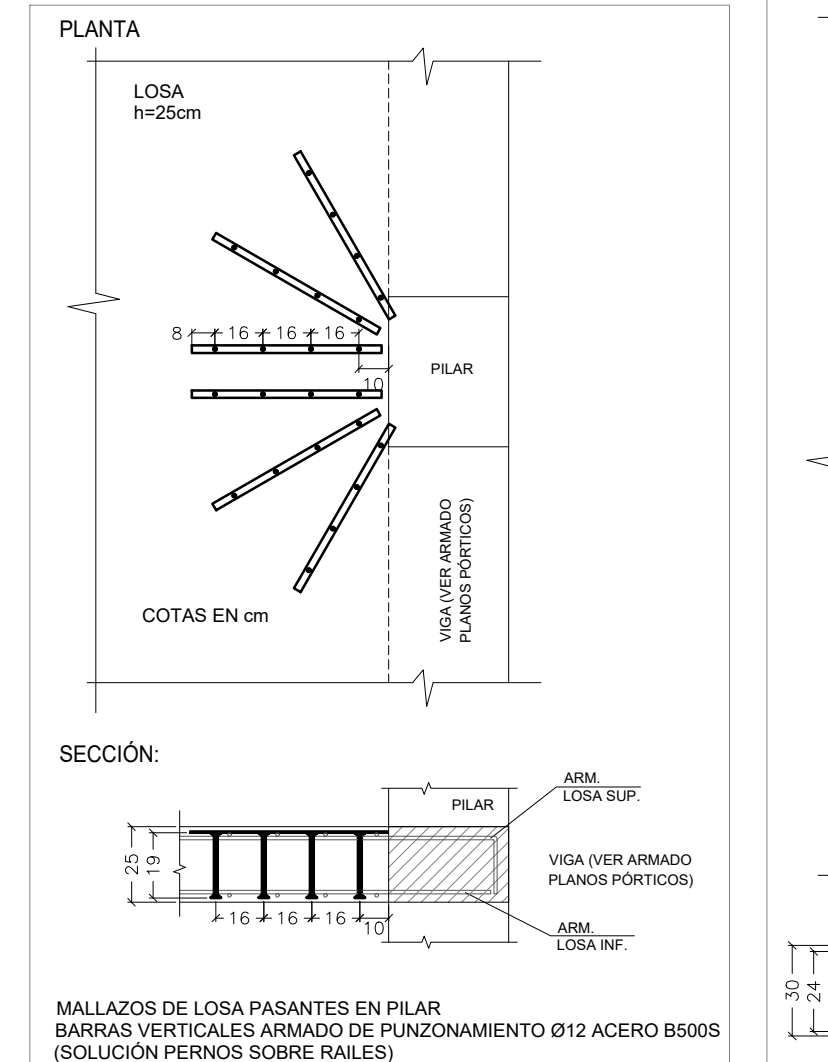 PLANTA
LOSA
h=25cm
8 16 16 16
10
PILAR
VIGA (VER ARMADO
PLANOS PÓRTICOS)
COTAS EN cm
SECCIÓN:
ARM.
LOSA SUP.
PILAR
25
19
VIGA (VER ARMADO
PLANOS PÓRTICOS)
16 16 16 10
ARM.
LOSA INF.
30
24
MALLAZOS DE LOSA PASANTES EN PILAR
BARRAS VERTICALES ARMADO DE PUNZONAMIENTO Ø12 ACERO B500S
(SOLUCIÓN PERNOS SOBRE RAILES)